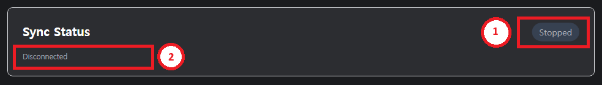 Sync Status
1
Stopped
Disconnected
2